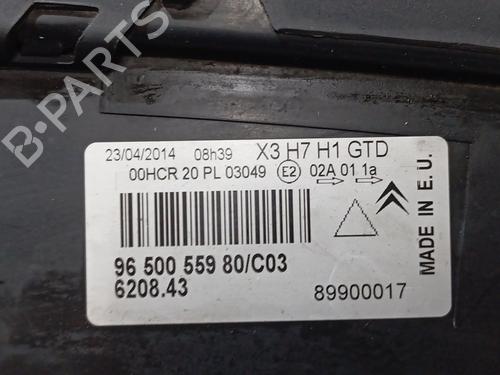 B-PARTS
23/04/2014 08h39 X3 H7 H1 GTD
00HCR 20 PL 03049 E2 02A 01 1a
96 500 559 80/C03
6208.43
89900017
MADE IN E. U.